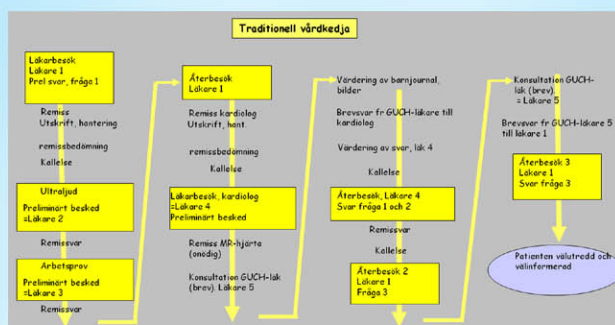 Traditionell vårdkedja
Läkarbesök
Läkare 1
Prel svar, fråga 1
Remiss
Utskrift, hantering
remissbedömning
Kallelse
Ultraljud
Preliminärt besked
=Läkare 2
Remissvar
Arbetsprov
Preliminärt besked
=Läkare 3
Remissvar
Återbesök
Läkare 1
Remiss kardiolog
Utskrift, hant.
remissbedömning
Kallelse
Läkarbesök, kardiolog
=Läkare 4
Preliminärt besked
Remiss MR-hjärta
(onödig)
Konsultation GUCH-läk
(brev). Läkare 5
Värdering av barnjournal,
bilder
Brevsvar fr GUCH-läkare till
kardiolog
Värdering av svar, läk 4
Kallelse
Återbesök, Läkare 4
Svar fråga 1 och 2
Remissvar
Kallelse
Återbesök 2
Läkare 1
Fråga 3
Konsultation GUCH-
läk (brev).
= Läkare 5
Brevsvar fr GUCH-läkare 5
till läkare 1
Återbesök 3
Läkare 1
Svar fråga 3
Patienten välutredd och
välinformerad